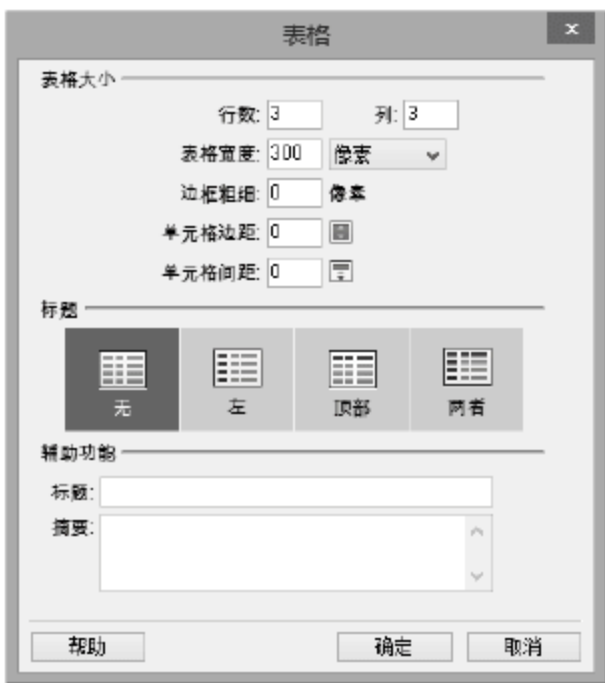 表格
表格大小
行数: 3 列: 3
表格宽度: 300 像素
边框粗细: 0 像素
单元格边距: 0
单元格间距: 0
标题
无 左 顶部 两者
辅助功能
标题:
摘要:
帮助 确定 取消